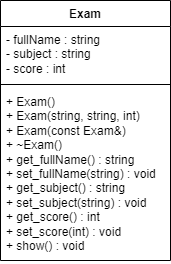 Exam
- fullName : string
- subject : string
- score : int
+ Exam()
+ Exam(string, string, int)
+ Exam(const Exam&)
+ ~Exam()
+ get_fullName() : string
+ set_fullName(string) : void
+ get_subject() : string
+ set_subject(string) : void
+ get_score() : int
+ set_score(int) : void
+ show() : void